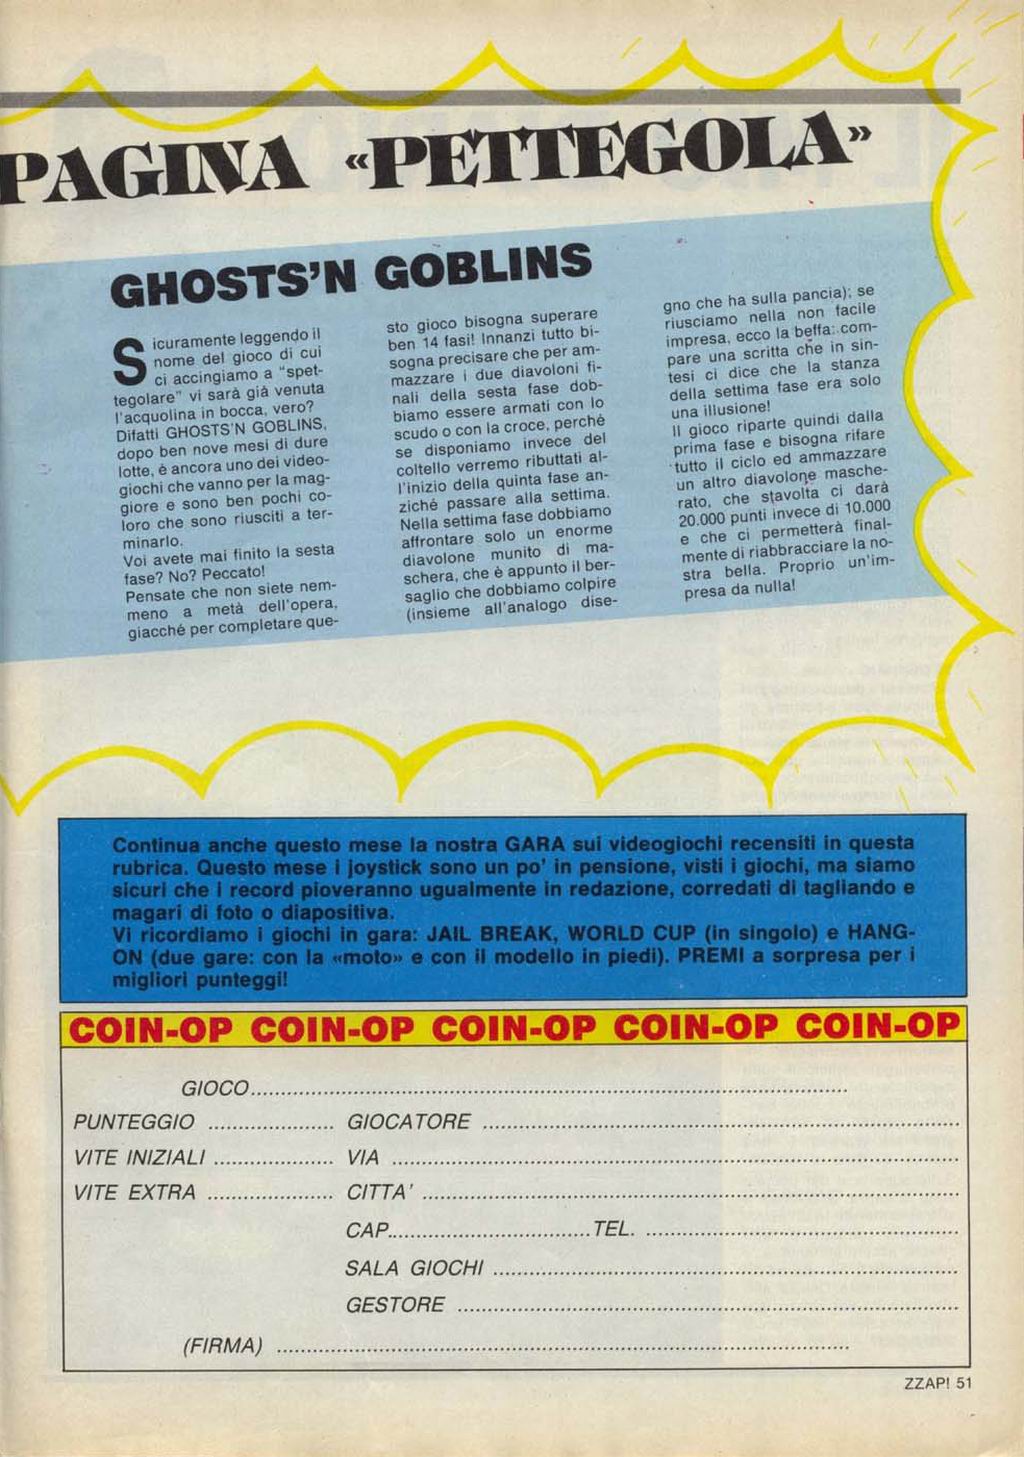 PAGINA «PETTEGOLA»
GHOSTS'N GOBLINS
Sicuramente leggendo il
nome del gioco di cui
ci accingiamo a "spet-
tegolare" vi sarà già venuta
l'acquolina in bocca, vero?
Difatti GHOSTS'N GOBLINS,
dopo ben nove mesi di dure
lotte, è ancora uno dei video-
giochi che vanno per la mag-
giore e sono ben pochi co-
loro che sono riusciti a ter-
minarlo.
Voi avete mai finito la sesta
fase? No? Peccato!
Pensate che non siete nem-
meno a metà dell'opera,
giacché per completare que-
sto gioco bisogna superare
ben 14 fasi! Innanzi tutto bi-
sogna precisare che per am-
mazzare i due diavoloni fi-
nali della sesta fase dob-
biamo essere armati con lo
scudo o con la croce, perché
se disponiamo invece del
coltello verremo ributtati al-
l'inizio della quinta fase an-
ziché passare alla settima.
Nella settima fase dobbiamo
affrontare solo un enorme
diavolone munito di ma-
schera, che è appunto il ber-
saglio che dobbiamo colpire
(insieme all'analogo dise-
gno che ha sulla pancia); se
riusciamo nella non facile
impresa, ecco la beffa: com-
pare una scritta che in sin-
tesi ci dice che la stanza
della settima fase era solo
una illusione!
Il gioco riparte quindi dalla
prima fase e bisogna rifare
tutto il ciclo ed ammazzare
un altro diavolone masche-
rato, che stavolta ci darà
20.000 punti invece di 10.000
e che ci permetterà final-
mente di riabbracciare la no-
stra bella. Proprio un'im-
presa da nulla!
Continua anche questo mese la nostra GARA sui videogiochi recensiti in questa
rubrica. Questo mese i joystick sono un po' in pensione, visti i giochi, ma siamo
sicuri che i record pioveranno ugualmente in redazione, corredati di tagliando e
magari di foto o diapositiva.
Vi ricordiamo i giochi in gara: JAIL BREAK, WORLD CUP (in singolo) e HANG-
ON (due gare: con la «moto» e con il modello in piedi). PREMI a sorpresa per i
migliori punteggi!
COIN-OP COIN-OP COIN-OP COIN-OP COIN-OP
GIOCO..........
PUNTEGGIO .......... GIOCATORE ..........
VITE INIZIALI .......... VIA ..........
VITE EXTRA .......... CITTA' ..........
CAP.......... TEL. ..........
SALA GIOCHI ..........
GESTORE ..........
(FIRMA) ..........
ZZAP! 51